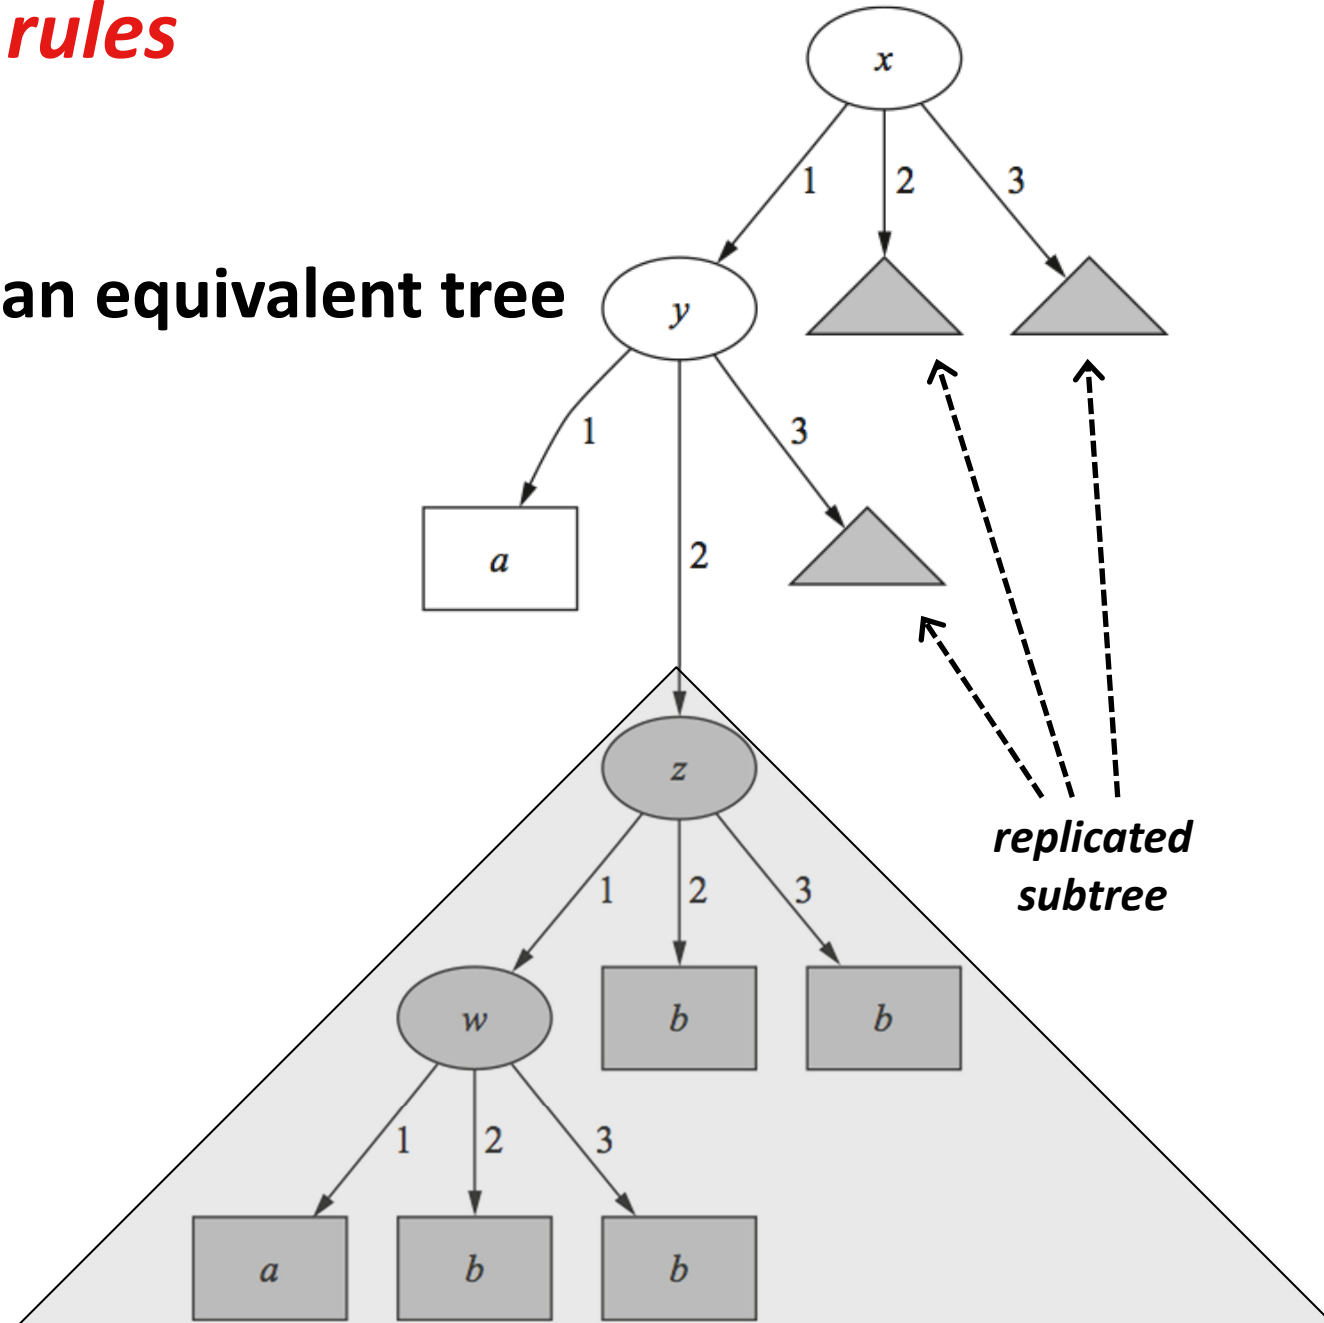 rules
x
1 2 3
an equivalent tree
y
1 3
a
2
z
replicated
subtree
1 2 3
w b b
1 2 3
a b b